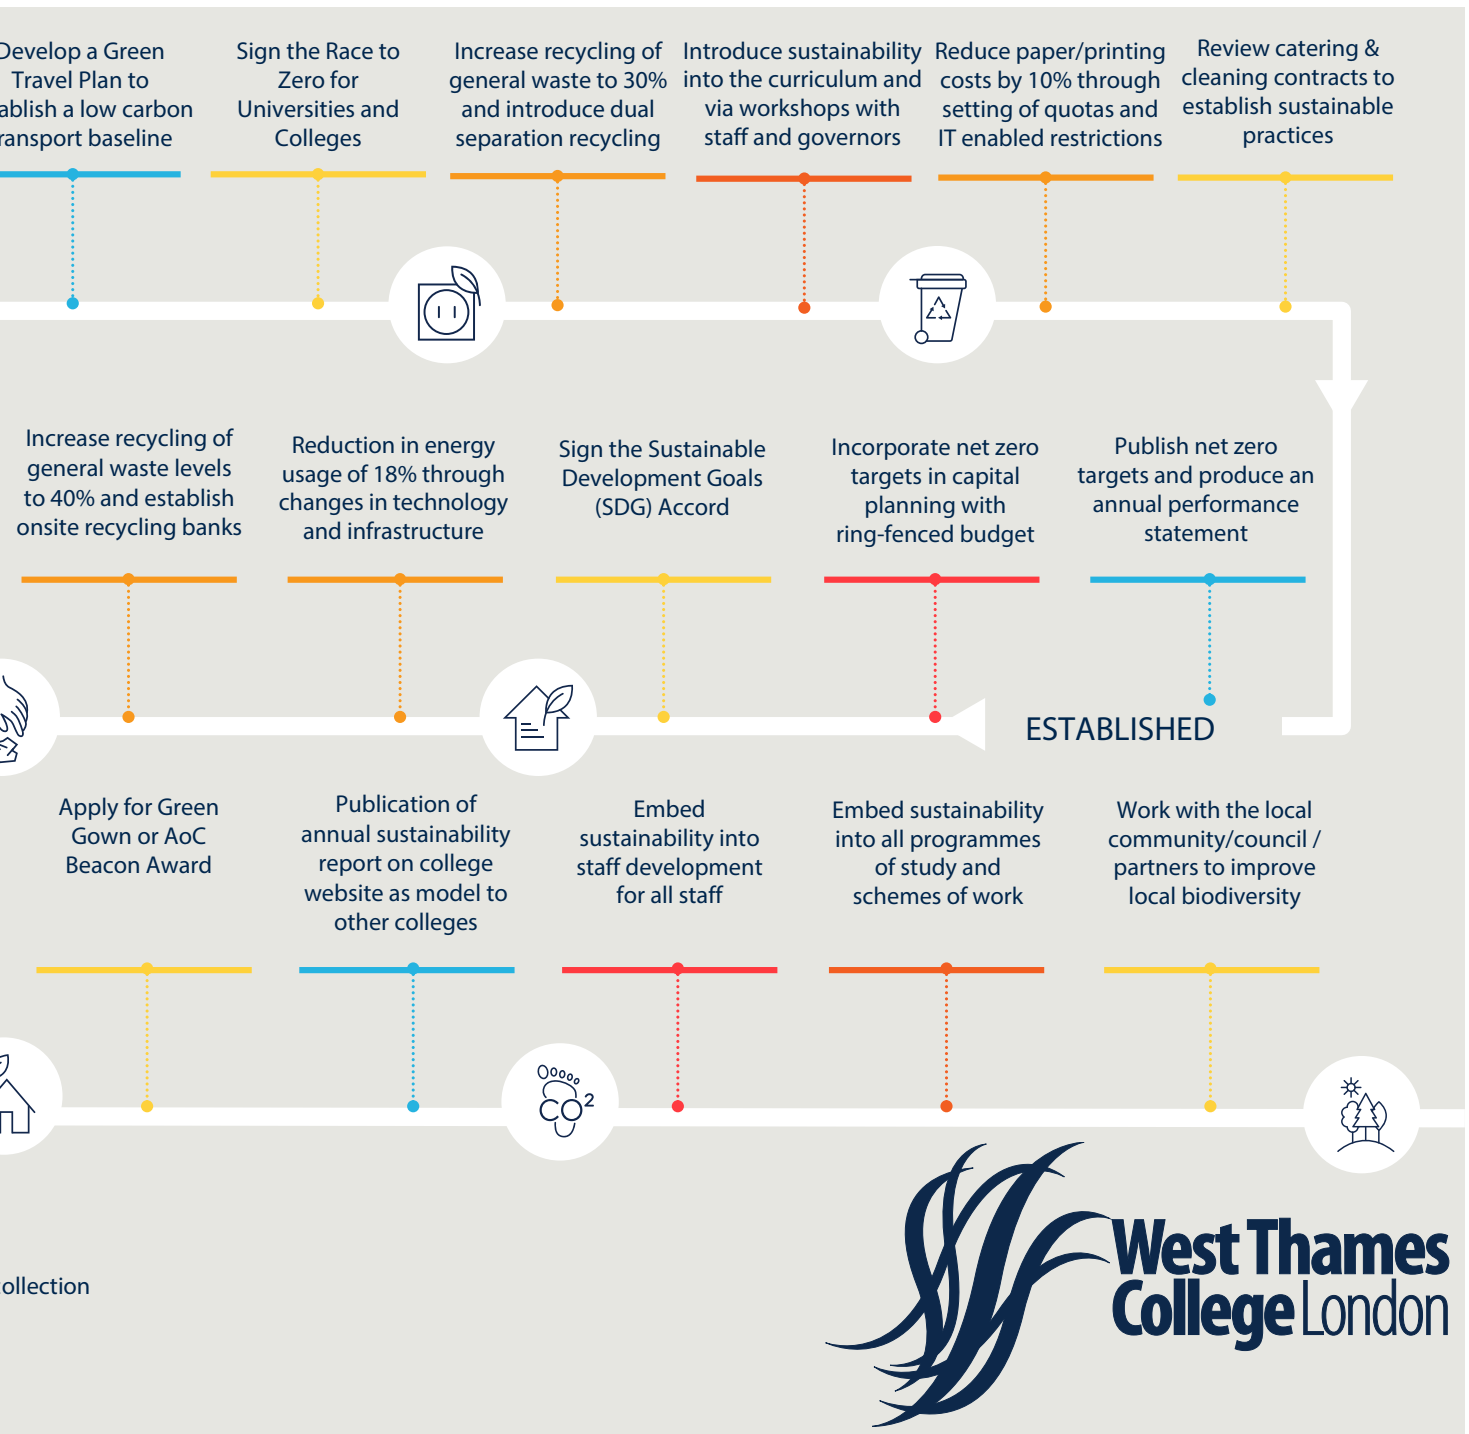 Develop a Green
Travel Plan to
ablish a low carbon
ransport baseline
Sign the Race to
Zero for
Universities and
Colleges
Increase recycling of
general waste to 30%
and introduce dual
separation recycling
Introduce sustainability
into the curriculum and
via workshops with
staff and governors
Reduce paper/printing
costs by 10% through
setting of quotas and
IT enabled restrictions
Review catering &
cleaning contracts to
establish sustainable
practices
Increase recycling of
general waste levels
to 40% and establish
onsite recycling banks
Reduction in energy
usage of 18% through
changes in technology
and infrastructure
Sign the Sustainable
Development Goals
(SDG) Accord
Incorporate net zero
targets in capital
planning with
ring-fenced budget
Publish net zero
targets and produce an
annual performance
statement
ESTABLISHED
Apply for Green
Gown or AoC
Beacon Award
Publication of
annual sustainability
report on college
website as model to
other colleges
Embed
sustainability into
staff development
for all staff
Embed sustainability
into all programmes
of study and
schemes of work
Work with the local
community/council /
partners to improve
local biodiversity
CO²
ollection
West Thames
College London